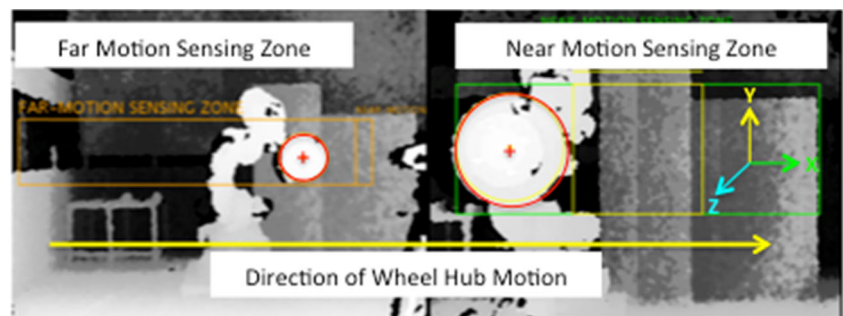 Far Motion Sensing Zone
Near Motion Sensing Zone
FAR-MOTION SENSING ZONE
Y
X
Z
Direction of Wheel Hub Motion